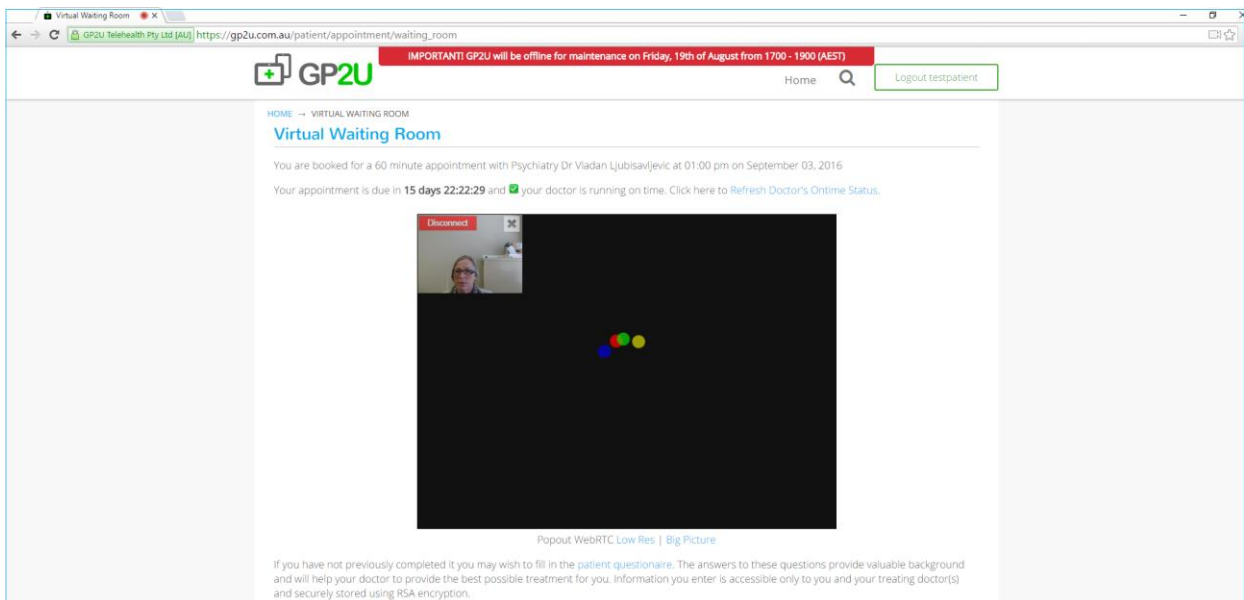 Virtual Waiting Room
GP2U Telehealth Pty Ltd [AU] https://gp2u.com.au/patient/appointment/waiting_room
IMPORTANT! GP2U will be offline for maintenance on Friday, 19th of August from 1700 - 1900 (AEST)
GP2U
Home
Logout testpatient
HOME → VIRTUAL WAITING ROOM
Virtual Waiting Room
You are booked for a 60 minute appointment with Psychiatry Dr Vladan Ljubisavljevic at 01:00 pm on September 03, 2016
Your appointment is due in 15 days 22:22:29 and your doctor is running on time. Click here to Refresh Doctor's Ontime Status.
Disconnect
Popout WebRTC Low Res | Big Picture
If you have not previously completed it you may wish to fill in the patient questionaire. The answers to these questions provide valuable background
and will help your doctor to provide the best possible treatment for you. Information you enter is accessible only to you and your treating doctor(s)
and securely stored using RSA encryption.